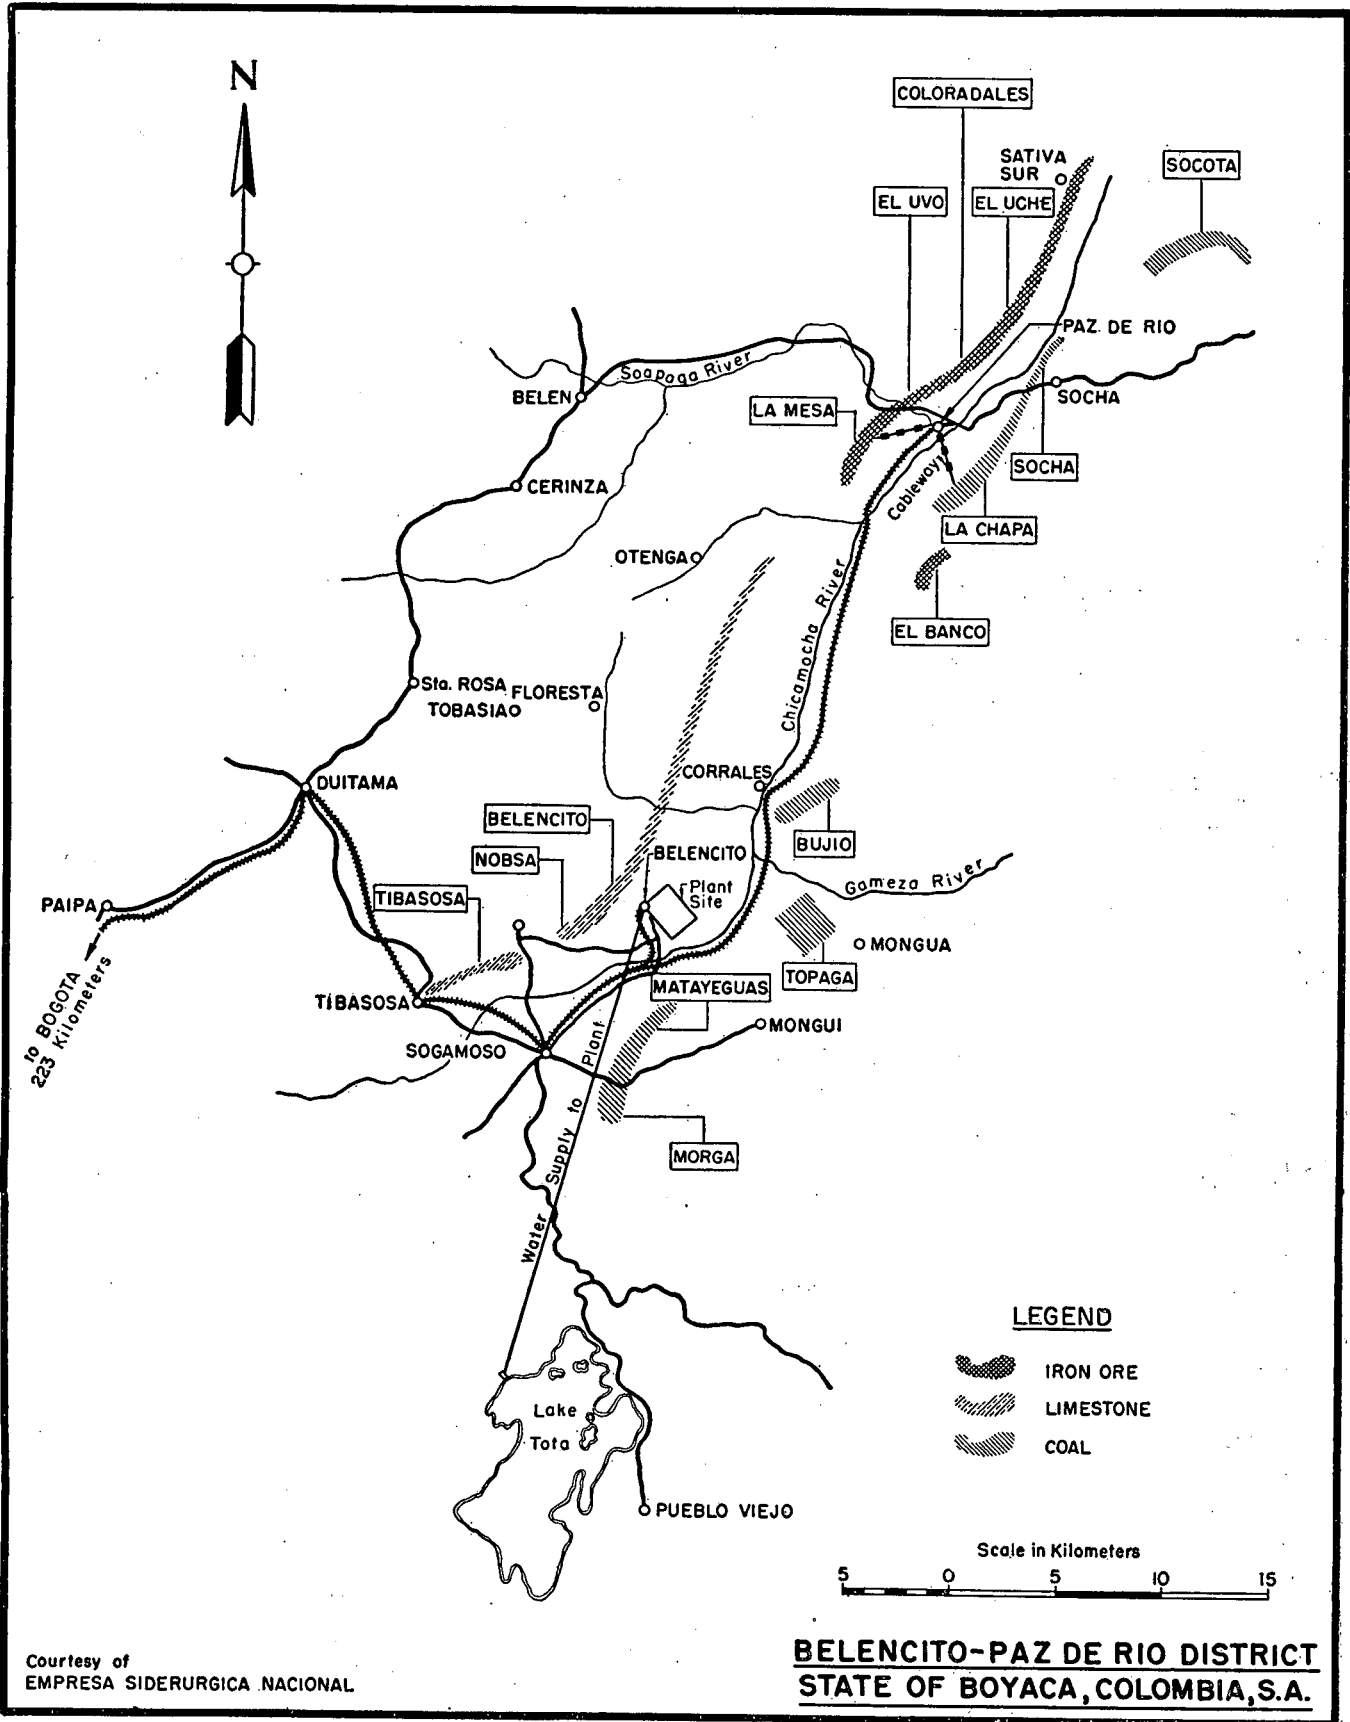 N
COLORADALES
SATIVA
SUR
SOCOTA
EL UVO
EL UCHE
PAZ. DE RIO
Soapaga River
BELEN
LA MESA
SOCHA
SOCHA
CERINZA
Cableways
LA CHAPA
OTENGA
EL BANCO
Chicamocha River
Sta. ROSA
FLORESTA
TOBASIA
DUITAMA
CORRALES
BELENCITO
BUJIO
NOBSA
BELENCITO
Gameza River
Plant
Site
TIBASOSA
PAIPA
MONGUA
TOPAGA
to BOGOTA
223 Kilometers
MATAYEGUAS
TIBASOSA
MONGUI
SOGAMOSO
Water Supply to Plant
MORGA
LEGEND
IRON ORE
LIMESTONE
COAL
Lake
Tota
PUEBLO VIEJO
Scale in Kilometers
5 0 5 10 15
Courtesy of
EMPRESA SIDERURGICA NACIONAL
BELENCITO-PAZ DE RIO DISTRICT
STATE OF BOYACA, COLOMBIA, S.A.